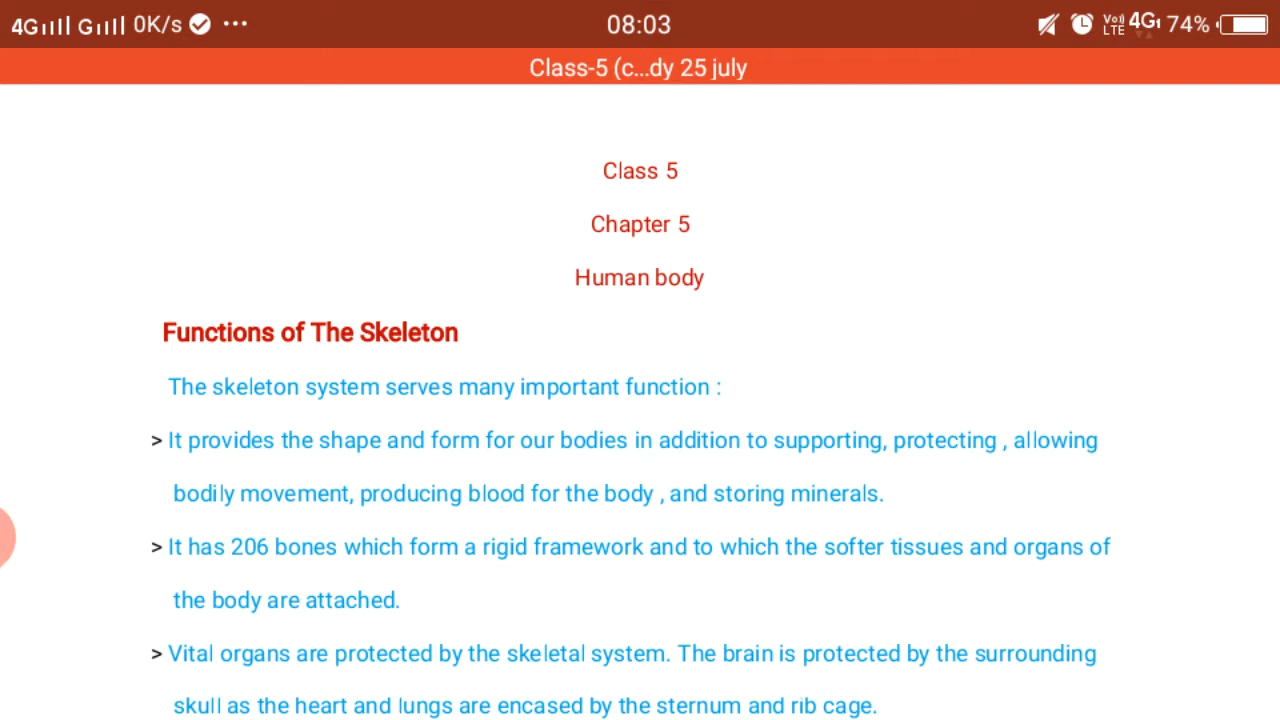 4G G 0K/s ... 08:03 Vo) LTE 4G 74%
Class-5 (c...dy 25 july
Class 5
Chapter 5
Human body
Functions of The Skeleton
The skeleton system serves many important function :
> It provides the shape and form for our bodies in addition to supporting, protecting , allowing
bodily movement, producing blood for the body , and storing minerals.
> It has 206 bones which form a rigid framework and to which the softer tissues and organs of
the body are attached.
> Vital organs are protected by the skeletal system. The brain is protected by the surrounding
skull as the heart and lungs are encased by the sternum and rib cage.